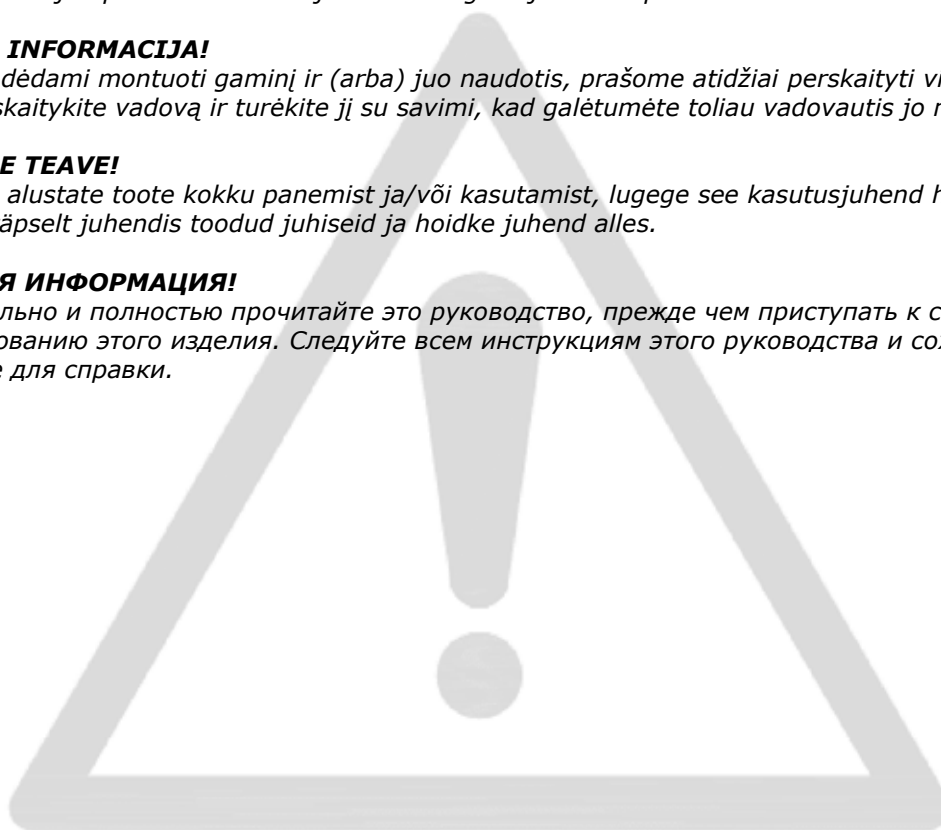 INFORMACIJA!
dėdami montuoti gaminį ir (arba) juo naudotis, prašome atidžiai perskaityti
skaitykite vadovą ir turėkite jį su savimi, kad galėtumėte toliau vadovautis jo
E TEAVE!
alustate toote kokku panemist ja/või kasutamist, lugege see kasutusjuhend
äpselt juhendis toodud juhiseid ja hoidke juhend alles.
Я ИНФОРМАЦИЯ!
льно и полностью прочитайте это руководство, прежде чем приступать к с
ованию этого изделия. Следуйте всем инструкциям этого руководства и со
е для справки.